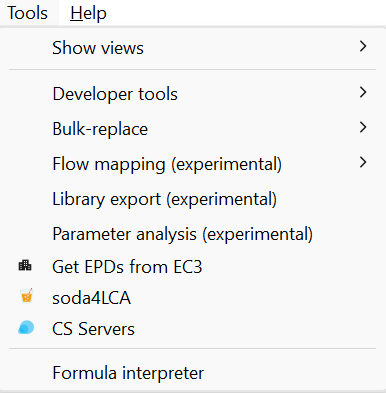 Tools Help
Show views
Developer tools
Bulk-replace
Flow mapping (experimental)
Library export (experimental)
Parameter analysis (experimental)
Get EPDs from EC3
soda4LCA
CS Servers
Formula interpreter